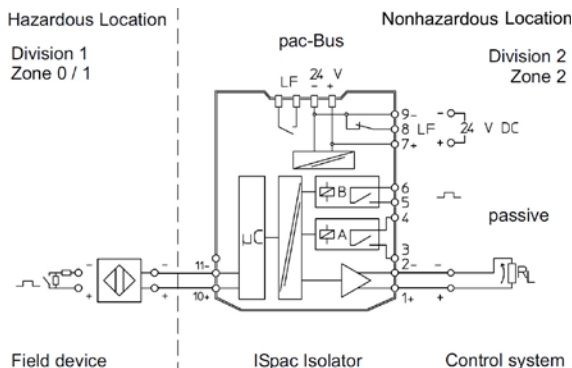 Hazardous Location
Nonhazardous Location
Division 1
Zone 0 / 1
pac-Bus
Division 2
Zone 2
LF 24 V
- +
9-
8 LF
7+
- 24 V DC
+
B
6
5
4
passive
A
3
µC
2-
11-
10+
1+
- +
- +
- +
RL
Field device
ISpac Isolator
Control system